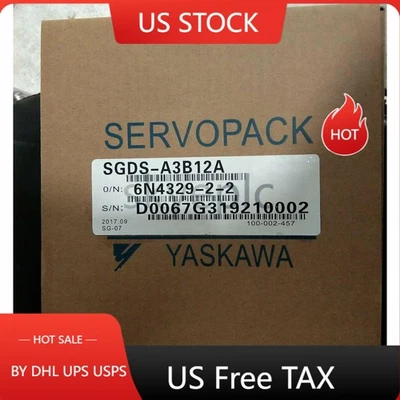 US STOCK
SERVOPACK
HOT
SGDS-A3B12A
O/N: 6N4329-2-2
S/N: D0067G319210002
2017.09
SG-07
100-002-457
YASKAWA
HOT SALE
BY DHL UPS USPS
US Free TAX